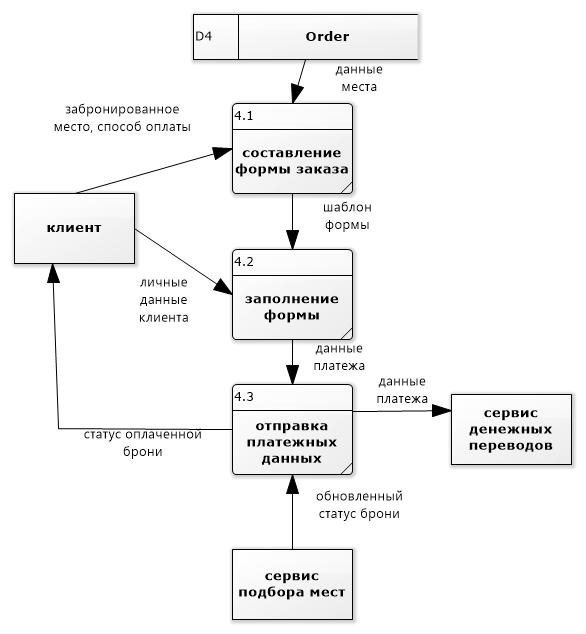 D4
Order
данные
места
забронированное
место, способ оплаты
4.1
составление
формы заказа
клиент
шаблон
формы
4.2
заполнение
формы
личные
данные
клиента
данные
платежа
4.3
отправка
платежных
данных
данные
платежа
сервис
денежных
переводов
статус оплаченной
брони
обновленный
статус брони
сервис
подбора мест